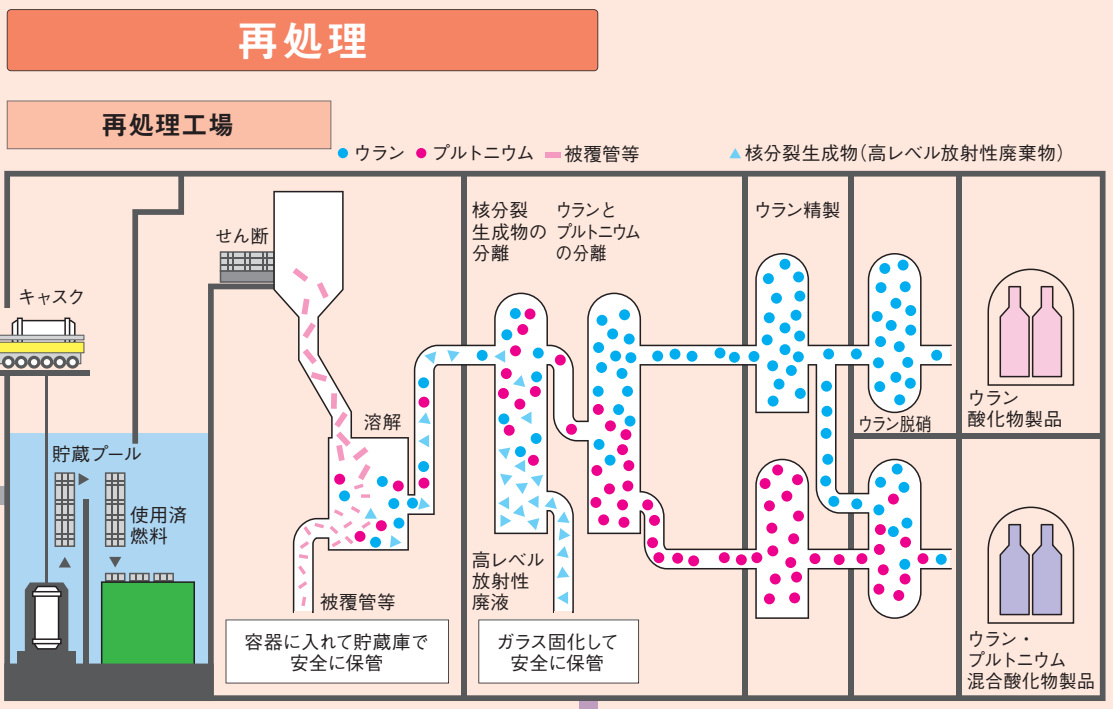 再処理
再処理工場
ウラン
プルトニウム
被覆管等
核分裂生成物（高レベル放射性廃棄物）
キャスク
貯蔵プール
使用済
燃料
せん断
溶解
被覆管等
容器に入れて貯蔵庫で
安全に保管
核分裂
生成物の
分離
ウランと
プルトニウム
の分離
高レベル
放射性
廃液
ガラス固化して
安全に保管
ウラン精製
ウラン脱硝
ウラン
酸化物製品
ウラン・
プルトニウム
混合酸化物製品